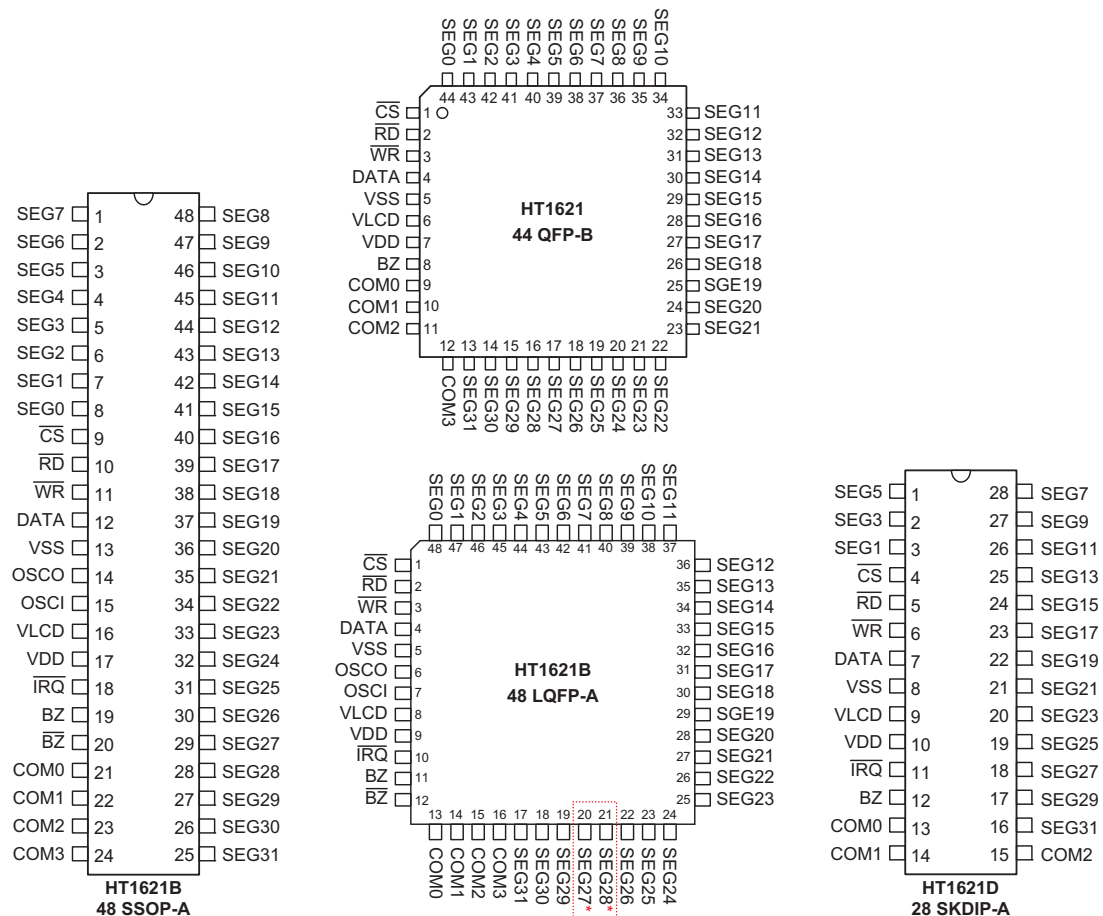 SEG7 1 48 SEG8
SEG6 2 47 SEG9
SEG5 3 46 SEG10
SEG4 4 45 SEG11
SEG3 5 44 SEG12
SEG2 6 43 SEG13
SEG1 7 42 SEG14
SEG0 8 41 SEG15
C̅S̅ 9 40 SEG16
R̅D̅ 10 39 SEG17
W̅R̅ 11 38 SEG18
DATA 12 37 SEG19
VSS 13 36 SEG20
OSCO 14 35 SEG21
OSCI 15 34 SEG22
VLCD 16 33 SEG23
VDD 17 32 SEG24
I̅R̅Q̅ 18 31 SEG25
BZ 19 30 SEG26
B̅Z̅ 20 29 SEG27
COM0 21 28 SEG28
COM1 22 27 SEG29
COM2 23 26 SEG30
COM3 24 25 SEG31
HT1621B
48 SSOP-A
SEG0 SEG1 SEG2 SEG3 SEG4 SEG5 SEG6 SEG7 SEG8 SEG9 SEG10
44 43 42 41 40 39 38 37 36 35 34
C̅S̅ 1 33 SEG11
R̅D̅ 2 32 SEG12
W̅R̅ 3 31 SEG13
DATA 4 30 SEG14
VSS 5 29 SEG15
VLCD 6 28 SEG16
VDD 7 27 SEG17
BZ 8 26 SEG18
COM0 9 25 SGE19
COM1 10 24 SEG20
COM2 11 23 SEG21
HT1621
44 QFP-B
12 13 14 15 16 17 18 19 20 21 22
COM3 SEG31 SEG30 SEG29 SEG28 SEG27 SEG26 SEG25 SEG24 SEG23 SEG22
SEG0 SEG1 SEG2 SEG3 SEG4 SEG5 SEG6 SEG7 SEG8 SEG9 SEG10 SEG11
48 47 46 45 44 43 42 41 40 39 38 37
C̅S̅ 1 36 SEG12
R̅D̅ 2 35 SEG13
W̅R̅ 3 34 SEG14
DATA 4 33 SEG15
VSS 5 32 SEG16
OSCO 6 31 SEG17
OSCI 7 30 SEG18
VLCD 8 29 SGE19
VDD 9 28 SEG20
I̅R̅Q̅ 10 27 SEG21
BZ 11 26 SEG22
B̅Z̅ 12 25 SEG23
HT1621B
48 LQFP-A
13 14 15 16 17 18 19 20 21 22 23 24
COM0 COM1 COM2 COM3 SEG31 SEG30 SEG29 SEG27* SEG28* SEG26 SEG25 SEG24
SEG5 1 28 SEG7
SEG3 2 27 SEG9
SEG1 3 26 SEG11
C̅S̅ 4 25 SEG13
R̅D̅ 5 24 SEG15
W̅R̅ 6 23 SEG17
DATA 7 22 SEG19
VSS 8 21 SEG21
VLCD 9 20 SEG23
VDD 10 19 SEG25
I̅R̅Q̅ 11 18 SEG27
BZ 12 17 SEG29
COM0 13 16 SEG31
COM1 14 15 COM2
HT1621D
28 SKDIP-A